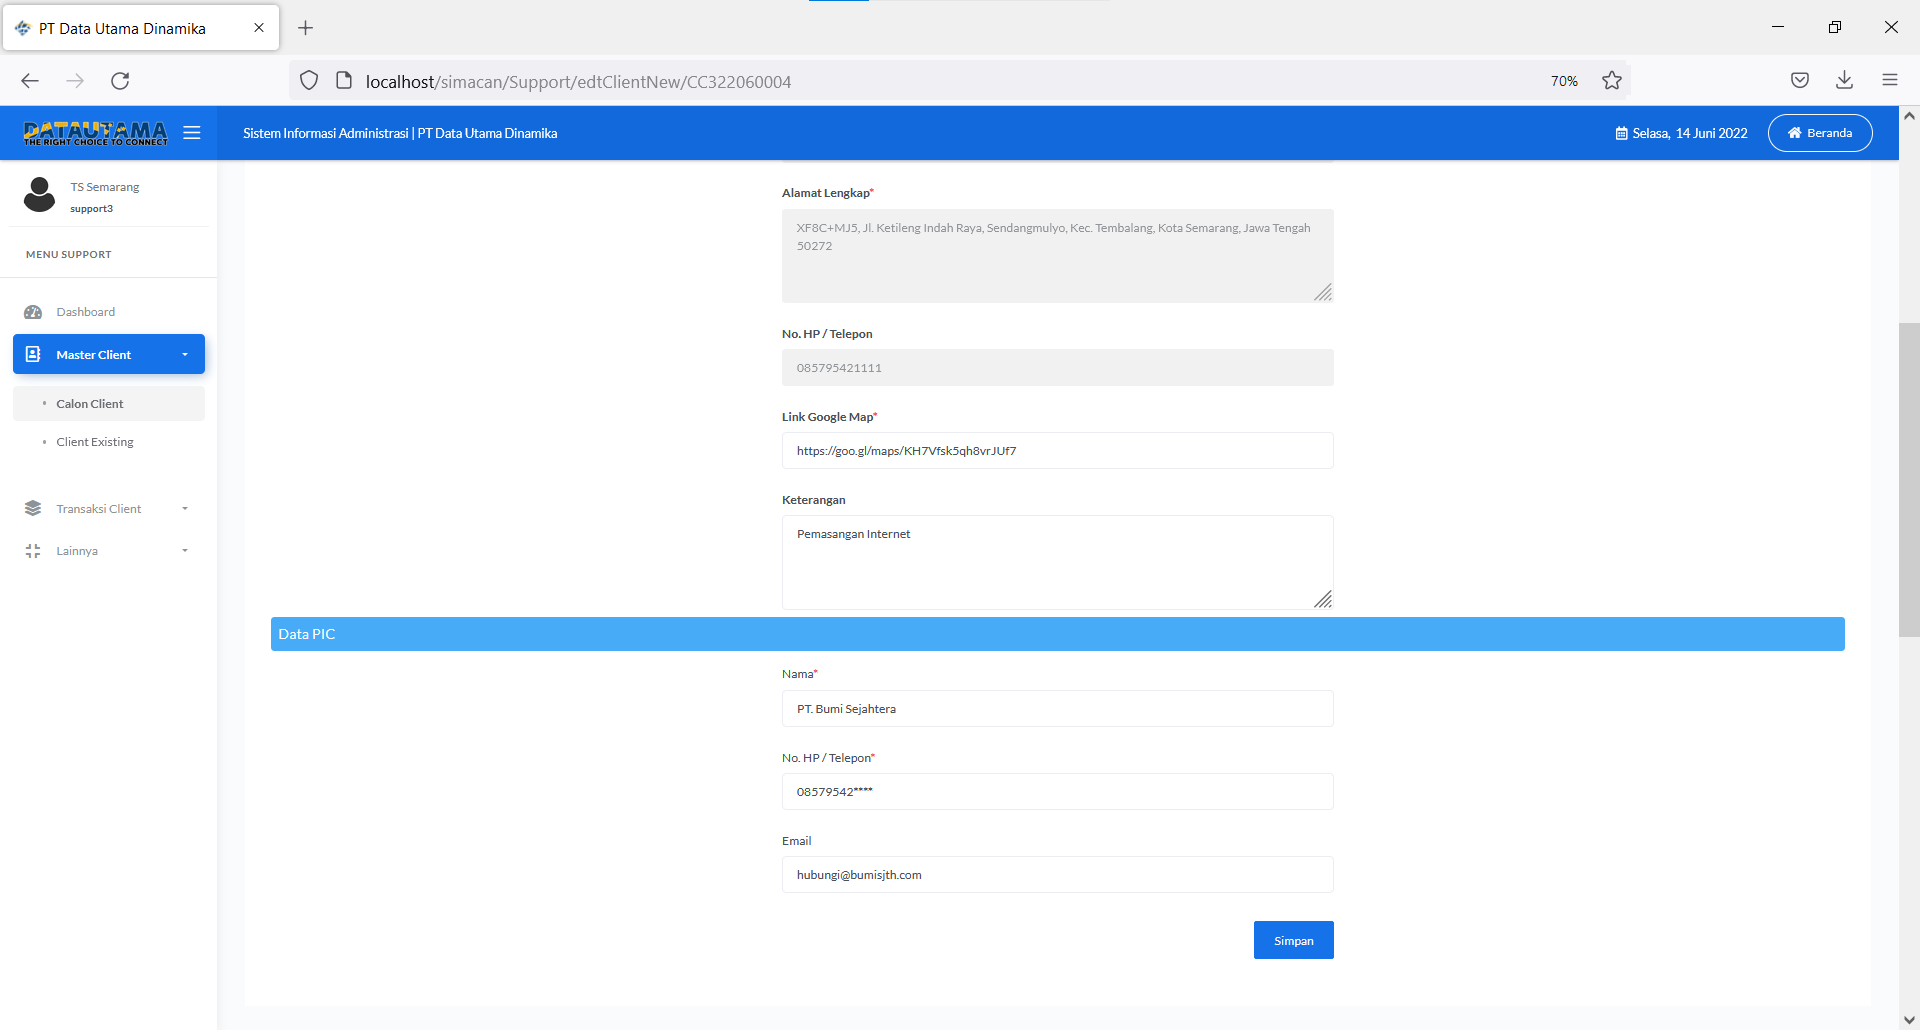 PT Data Utama Dinamika
localhost/simacan/Support/edtClientNew/CC322060004
70%
DATAUTAMA
THE RIGHT CHOICE TO CONNECT
Sistem Informasi Administrasi | PT Data Utama Dinamika
Selasa, 14 Juni 2022
Beranda
TS Semarang
support3
MENU SUPPORT
Dashboard
Master Client
Calon Client
Client Existing
Transaksi Client
Lainnya
Alamat Lengkap*
XF8C+MJ5, Jl. Ketileng Indah Raya, Sendangmulyo, Kec. Tembalang, Kota Semarang, Jawa Tengah
50272
No. HP / Telepon
085795421111
Link Google Map*
https://goo.gl/maps/KH7Vfsk5qh8vrJUf7
Keterangan
Pemasangan Internet
Data PIC
Nama*
PT. Bumi Sejahtera
No. HP / Telepon*
08579542****
Email
hubungi@bumisjth.com
Simpan